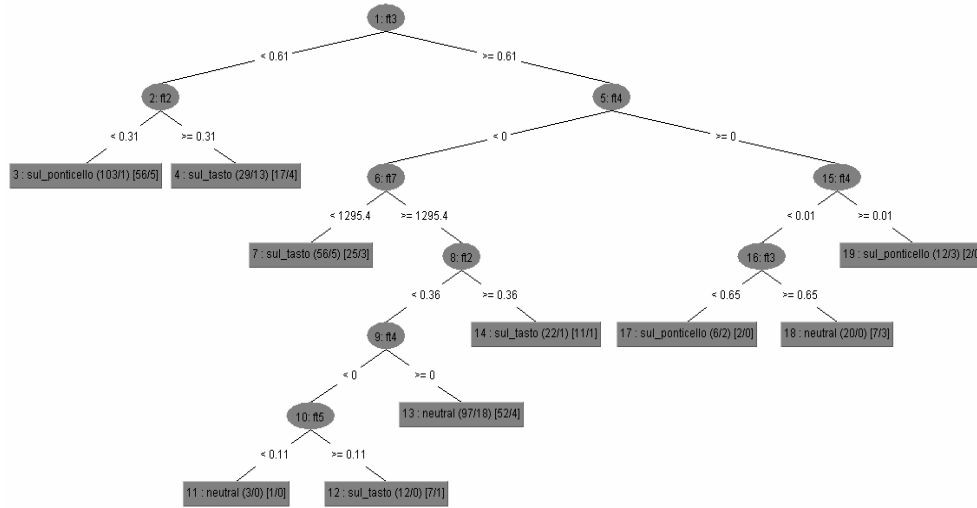 1: ft3
< 0.61
>= 0.61
2: ft2
5: ft4
< 0.31
>= 0.31
< 0
>= 0
3 : sul_ponticello (103/1) [56/5]
4 : sul_tasto (29/13) [17/4]
6: ft7
15: ft4
< 1295.4
>= 1295.4
< 0.01
>= 0.01
7 : sul_tasto (56/5) [25/3]
8: ft2
16: ft3
19 : sul_ponticello (12/3) [2/0
< 0.36
>= 0.36
< 0.65
>= 0.65
9: ft4
14 : sul_tasto (22/1) [11/1]
17 : sul_ponticello (6/2) [2/0]
18 : neutral (20/0) [7/3]
< 0
>= 0
10: ft5
13 : neutral (97/18) [52/4]
< 0.11
>= 0.11
11 : neutral (3/0) [1/0]
12 : sul_tasto (12/0) [7/1]